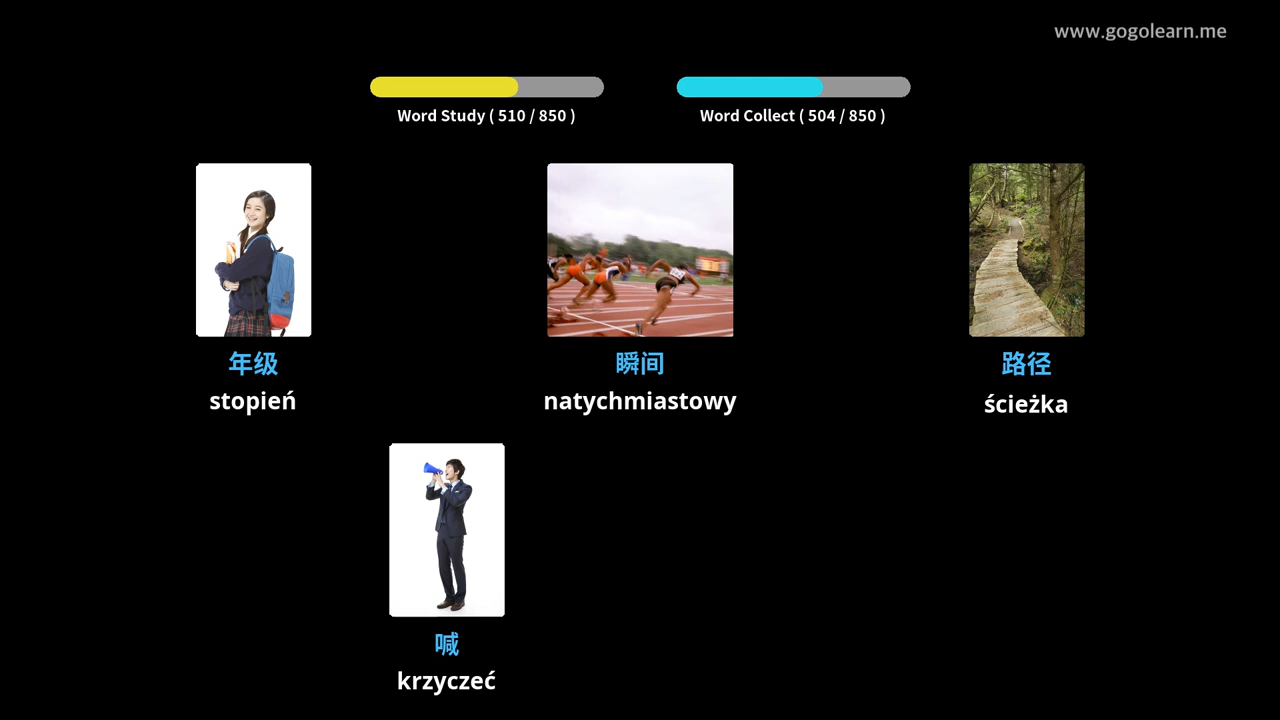 www.gogolearn.me
Word Study ( 510 / 850 )
Word Collect ( 504 / 850 )
年级
瞬间
路径
stopień
natychmiastowy
ścieżka
喊
krzyczeć